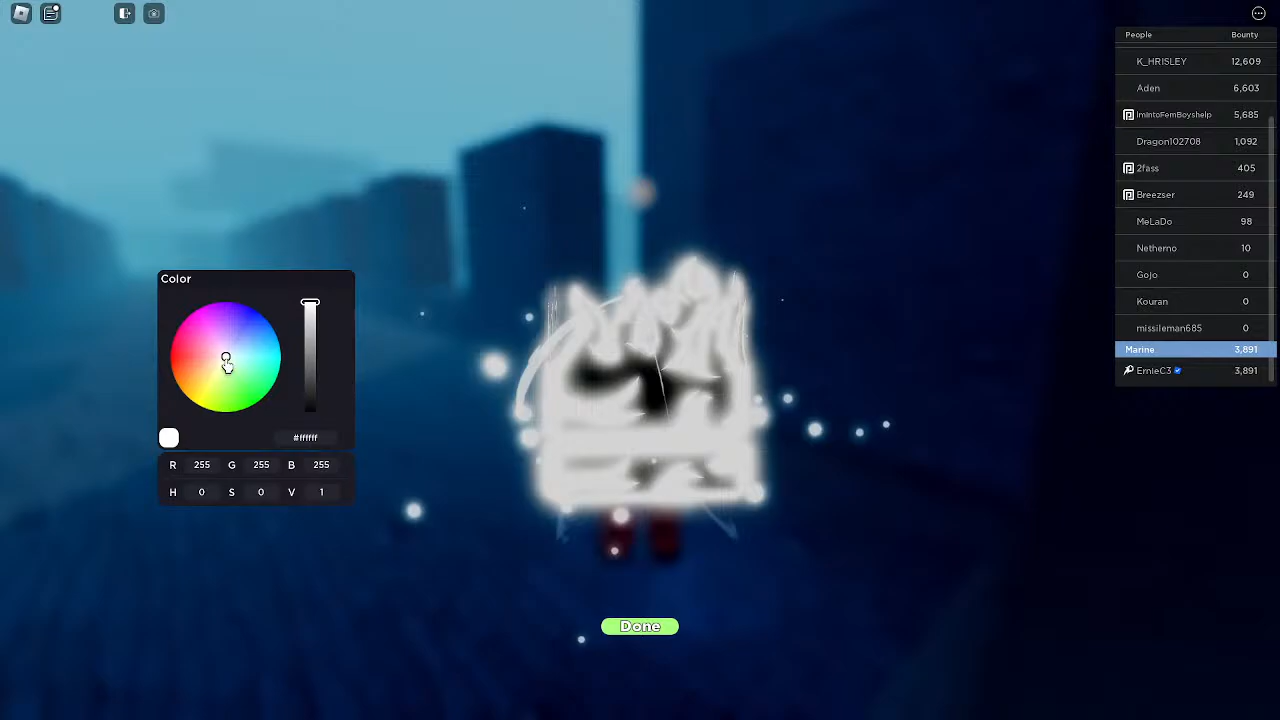 People Bounty
K_HRISLEY 12,609
Aden 6,603
ImIntoFemBoyshelp 5,685
Dragon102708 1,092
2fass 405
Breezser 249
MeLaDo 98
Netherno 10
Gojo 0
Kouran 0
missileman685 0
Marine 3,891
ErnieC3 3,891
Color
#ffffff
R 255 G 255 B 255
H 0 S 0 V 1
Done